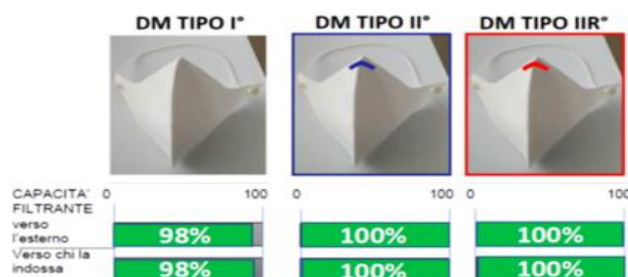 DM TIPO I° DM TIPO II° DM TIPO IIR°
CAPACITA' 0 100 0 100 0 100
FILTRANTE
verso
l'esterno 98% 100% 100%
Verso chi la
indossa 98% 100% 100%